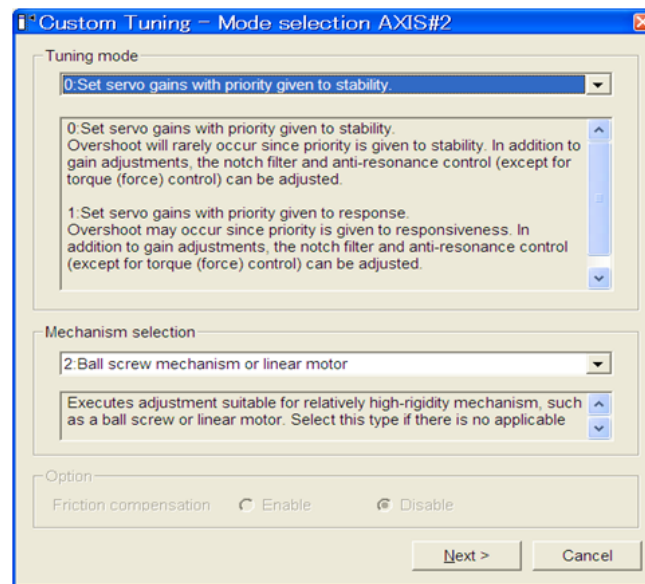 Custom Tuning - Mode selection AXIS#2
Tuning mode
0:Set servo gains with priority given to stability.
0:Set servo gains with priority given to stability.
Overshoot will rarely occur since priority is given to stability. In addition to
gain adjustments, the notch filter and anti-resonance control (except for
torque (force) control) can be adjusted.
1:Set servo gains with priority given to response.
Overshoot may occur since priority is given to responsiveness. In
addition to gain adjustments, the notch filter and anti-resonance control
(except for torque (force) control) can be adjusted.
Mechanism selection
2:Ball screw mechanism or linear motor
Executes adjustment suitable for relatively high-rigidity mechanism, such
as a ball screw or linear motor. Select this type if there is no applicable
Option
Friction compensation Enable Disable
Next > Cancel